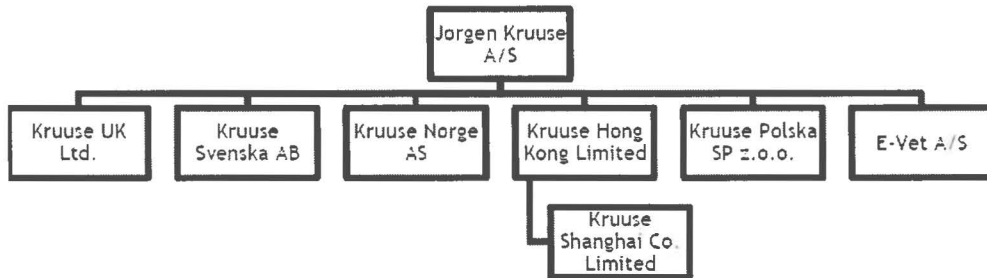 Jorgen Kruuse
A/S
Kruuse UK
Ltd.
Kruuse
Svenska AB
Kruuse Norge
AS
Kruuse Hong
Kong Limited
Kruuse Polska
SP z.o.o.
E-Vet A/S
Kruuse
Shanghai Co.
Limited